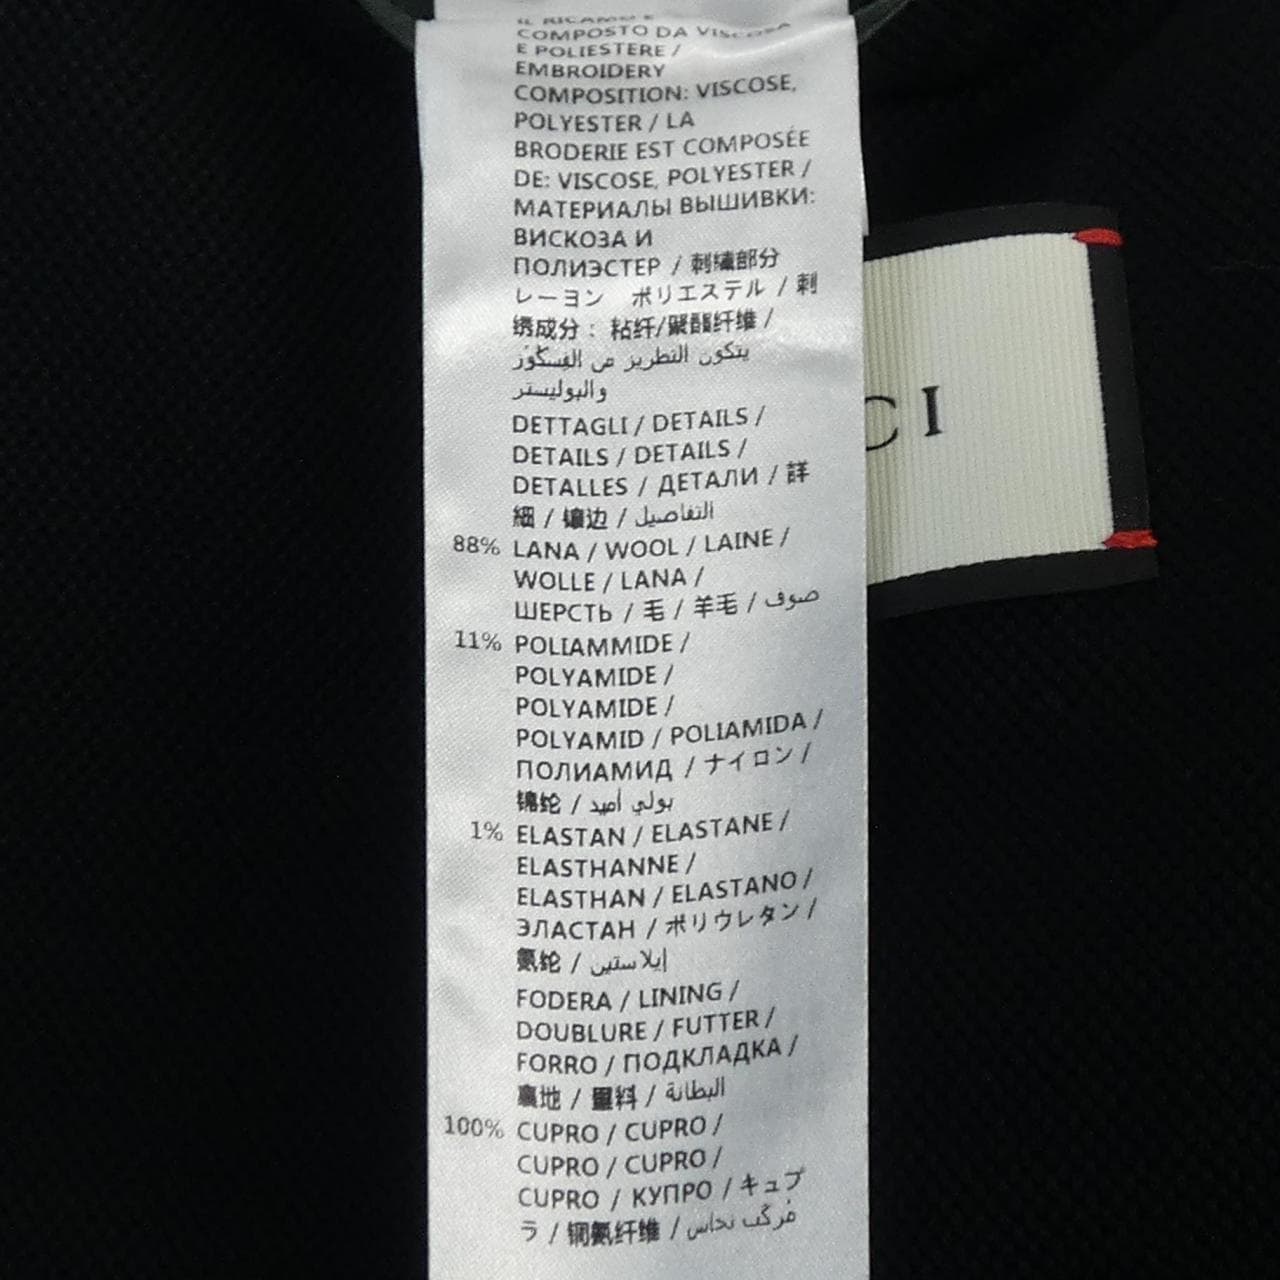 IL RICAMO È
COMPOSTO DA VISCOSA
E POLIESTERE /
EMBROIDERY
COMPOSITION: VISCOSE,
POLYESTER / LA
BRODERIE EST COMPOSÉE
DE: VISCOSE, POLYESTER /
МАТЕРИАЛЫ ВЫШИВКИ:
ВИСКОЗА И
ПОЛИЭСТЕР / 刺繍部分
レーヨン ポリエステル / 刺
绣成分 : 粘纤/聚酯纤维 /
يتكون التطريز من الفسكوز
والبوليستر
DETTAGLI / DETAILS /
DETAILS / DETAILS /
DETALLES / ДЕТАЛИ / 詳
細 / 镶边 / التفاصيل
88% LANA / WOOL / LAINE /
WOLLE / LANA /
ШЕРСТЬ / 毛 / 羊毛 / صوف
11% POLIAMMIDE /
POLYAMIDE /
POLYAMIDE /
POLYAMID / POLIAMIDA /
ПОЛИАМИД / ナイロン /
锦纶 / بولي أميد
1% ELASTAN / ELASTANE /
ELASTHANNE /
ELASTHAN / ELASTANO /
ЭЛАСТАН / ポリウレタン /
氨纶 / إيلاستين
FODERA / LINING /
DOUBLURE / FUTTER /
FORRO / ПОДКЛАДКА /
裏地 / 里料 / البطانة
100% CUPRO / CUPRO /
CUPRO / CUPRO /
CUPRO / КУПРО / キュプ
ラ / 铜氨纤维 / مُركّب نحاس
CI